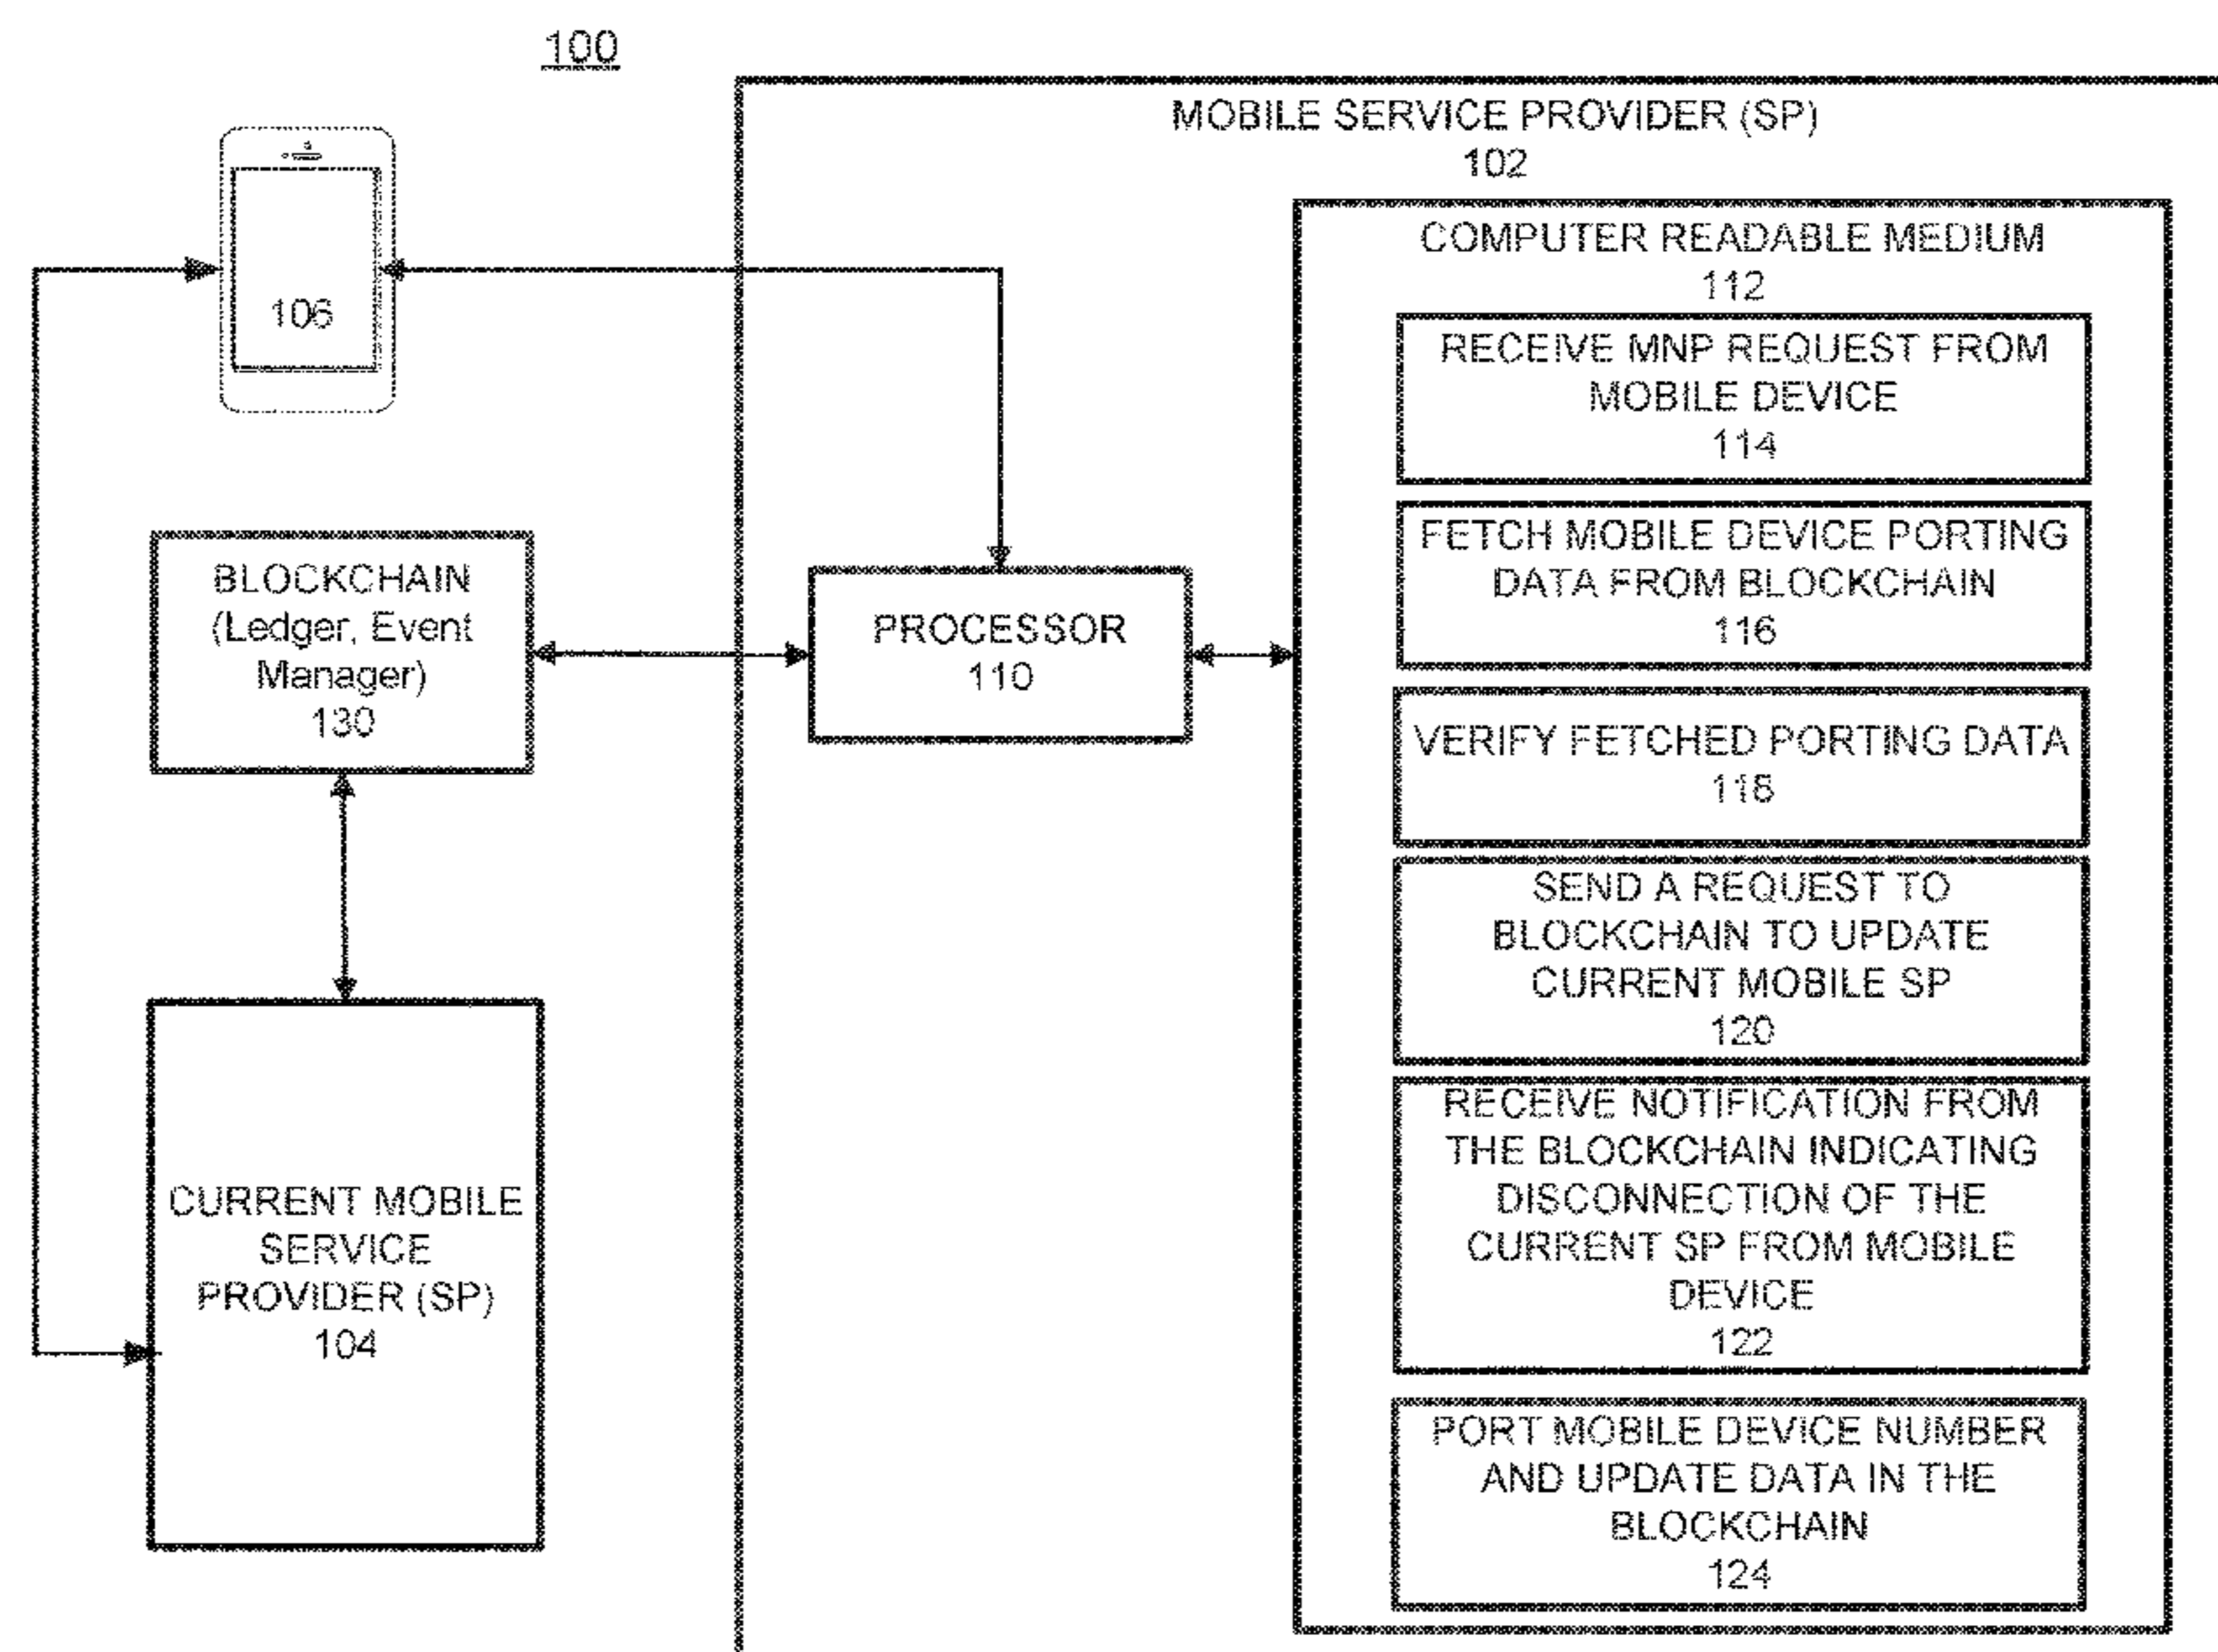 100
MOBILE SERVICE PROVIDER (SP)
102
106
BLOCKCHAIN
(Ledger, Event
Manager)
130
CURRENT MOBILE
SERVICE
PROVIDER (SP)
104
PROCESSOR
110
COMPUTER READABLE MEDIUM
112
RECEIVE MNP REQUEST FROM
MOBILE DEVICE
114
FETCH MOBILE DEVICE PORTING
DATA FROM BLOCKCHAIN
116
VERIFY FETCHED PORTING DATA
118
SEND A REQUEST TO
BLOCKCHAIN TO UPDATE
CURRENT MOBILE SP
120
RECEIVE NOTIFICATION FROM
THE BLOCKCHAIN INDICATING
DISCONNECTION OF THE
CURRENT SP FROM MOBILE
DEVICE
122
PORT MOBILE DEVICE NUMBER
AND UPDATE DATA IN THE
BLOCKCHAIN
124